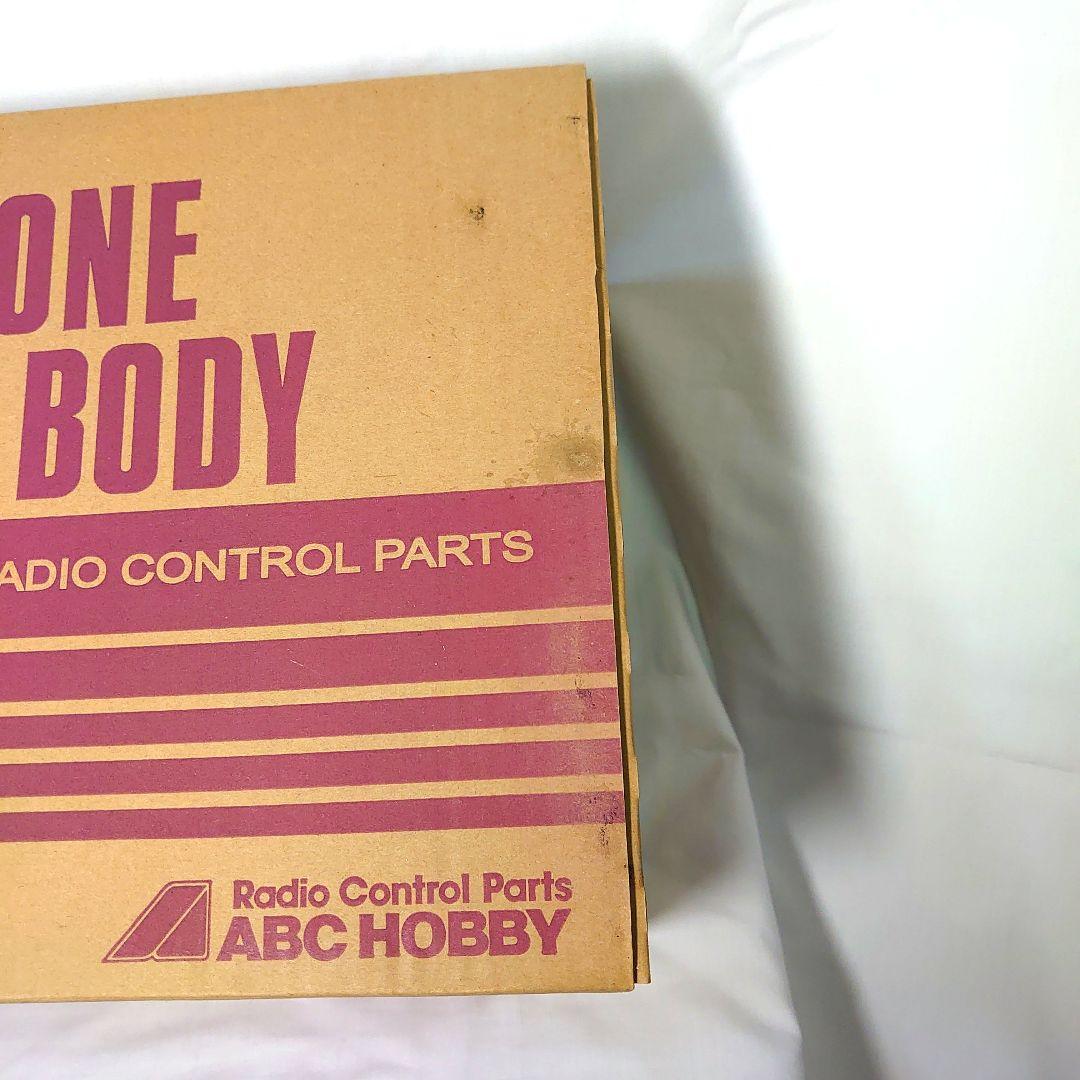 ONE
BODY
ADIO CONTROL PARTS
Radio Control Parts
ABC HOBBY